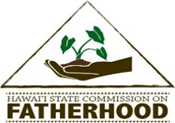 HAWAI'I STATE COMMISSION ON
FATHERHOOD